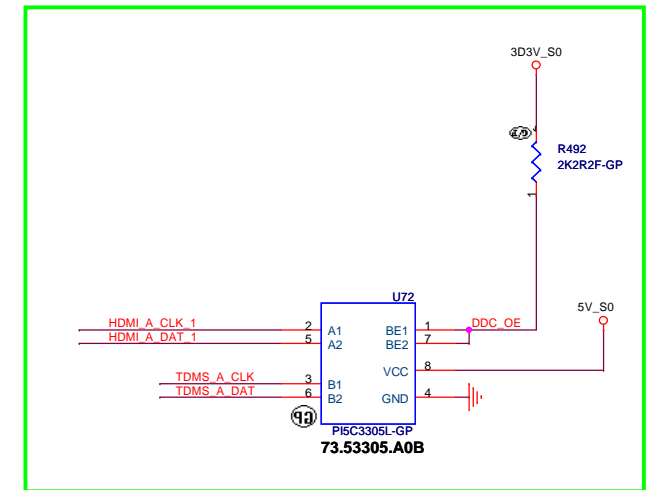 3D3V_S0
R492
2K2R2F-GP
1
5V_S0
U72
HDMI_A_CLK_1 2 A1 BE1 1 DDC_OE
HDMI_A_DAT_1 5 A2 BE2 7
VCC 8
TDMS_A_CLK 3 B1
TDMS_A_DAT 6 B2 GND 4
GP
PI5C3305L-GP
73.53305.A0B